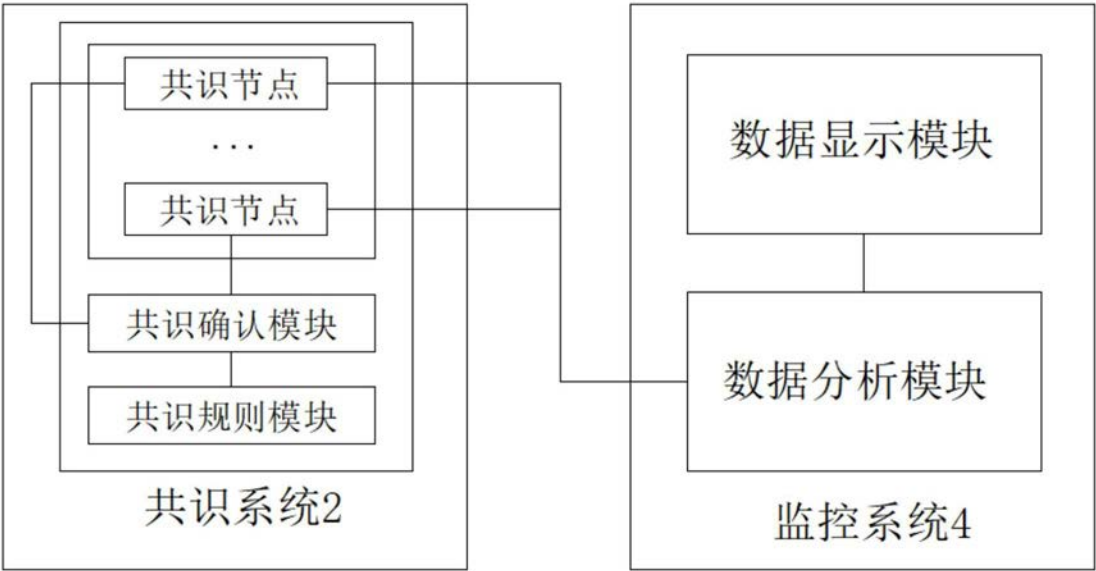 共识节点
...
共识节点
共识确认模块
共识规则模块
共识系统2
数据显示模块
数据分析模块
监控系统4